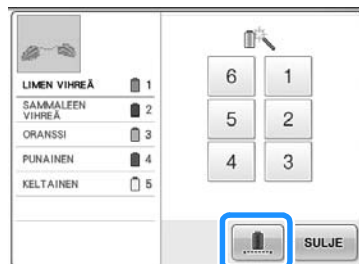 LIMEN VIHREÄ 1
SAMMALEEN
VIHREÄ 2
ORANSSI 3
PUNAINEN 4
KELTAINEN 5
6 1
5 2
4 3
SULJE